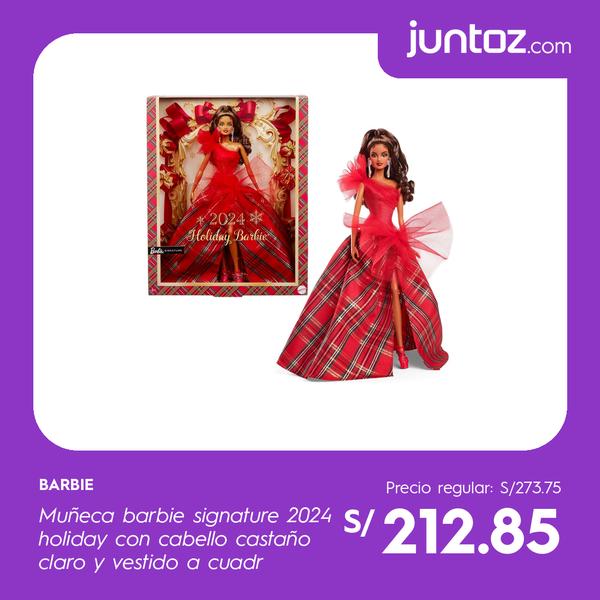 juntoz.com
2024
Holiday Barbie
Barbie SIGNATURE
BARBIE
Precio regular: S/273.75
Muñeca barbie signature 2024
holiday con cabello castaño
claro y vestido a cuadr
S/212.85